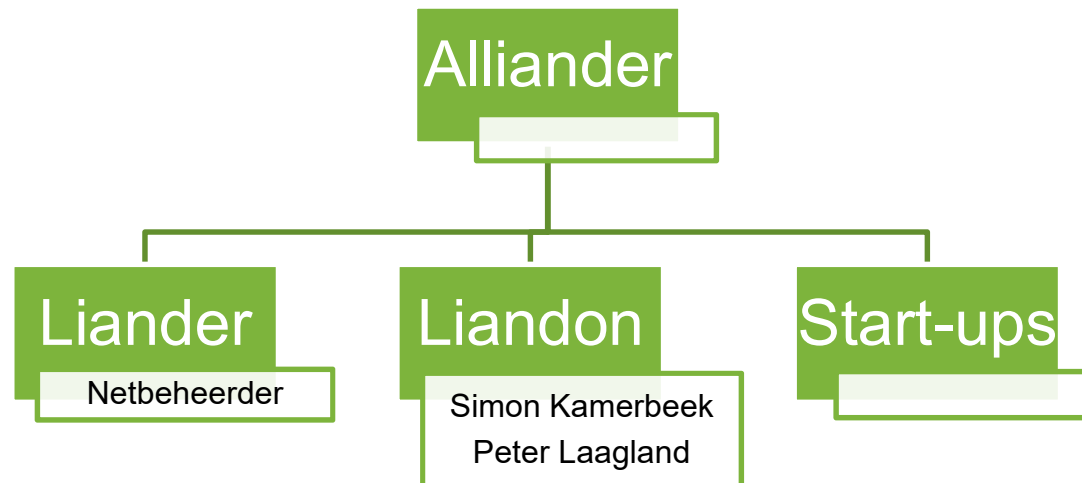 Alliander
Liander
Netbeheerder
Liandon
Simon Kamerbeek
Peter Laagland
Start-ups